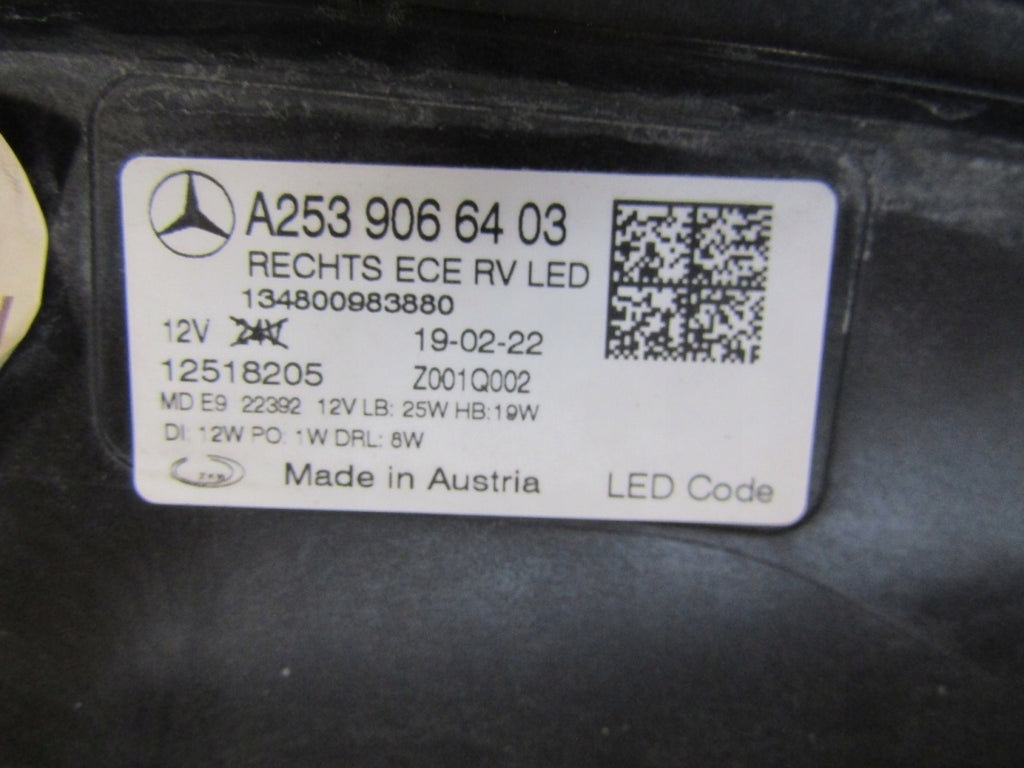 A253 906 64 03
RECHTS ECE RV LED
134800983880
12V 24V 19-02-22
12518205 Z001Q002
MD E9 22392 12V LB: 25W HB:19W
DI: 12W PO: 1W DRL: 8W
ZKW Made in Austria LED Code